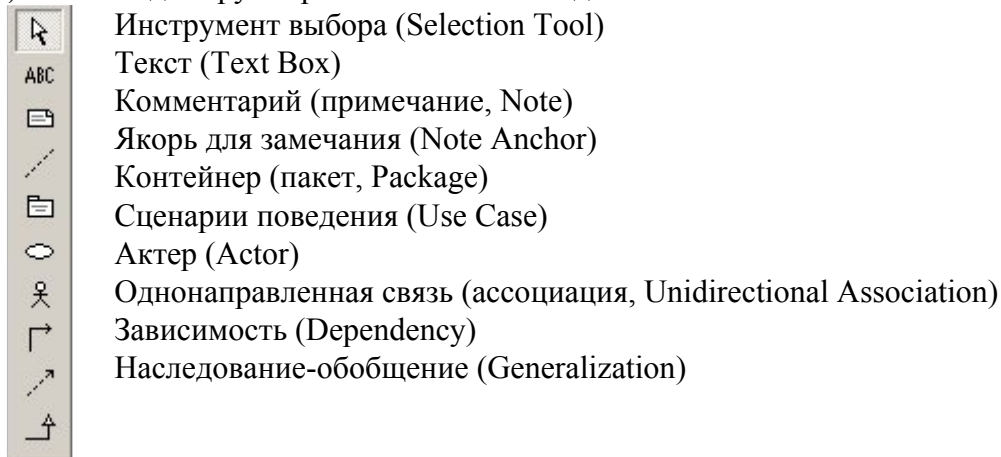 Инструмент выбора (Selection Tool)
ABC
Текст (Text Box)
Комментарий (примечание, Note)
Якорь для замечания (Note Anchor)
Контейнер (пакет, Package)
Сценарии поведения (Use Case)
Актер (Actor)
Однонаправленная связь (ассоциация, Unidirectional Association)
Зависимость (Dependency)
Наследование-обобщение (Generalization)